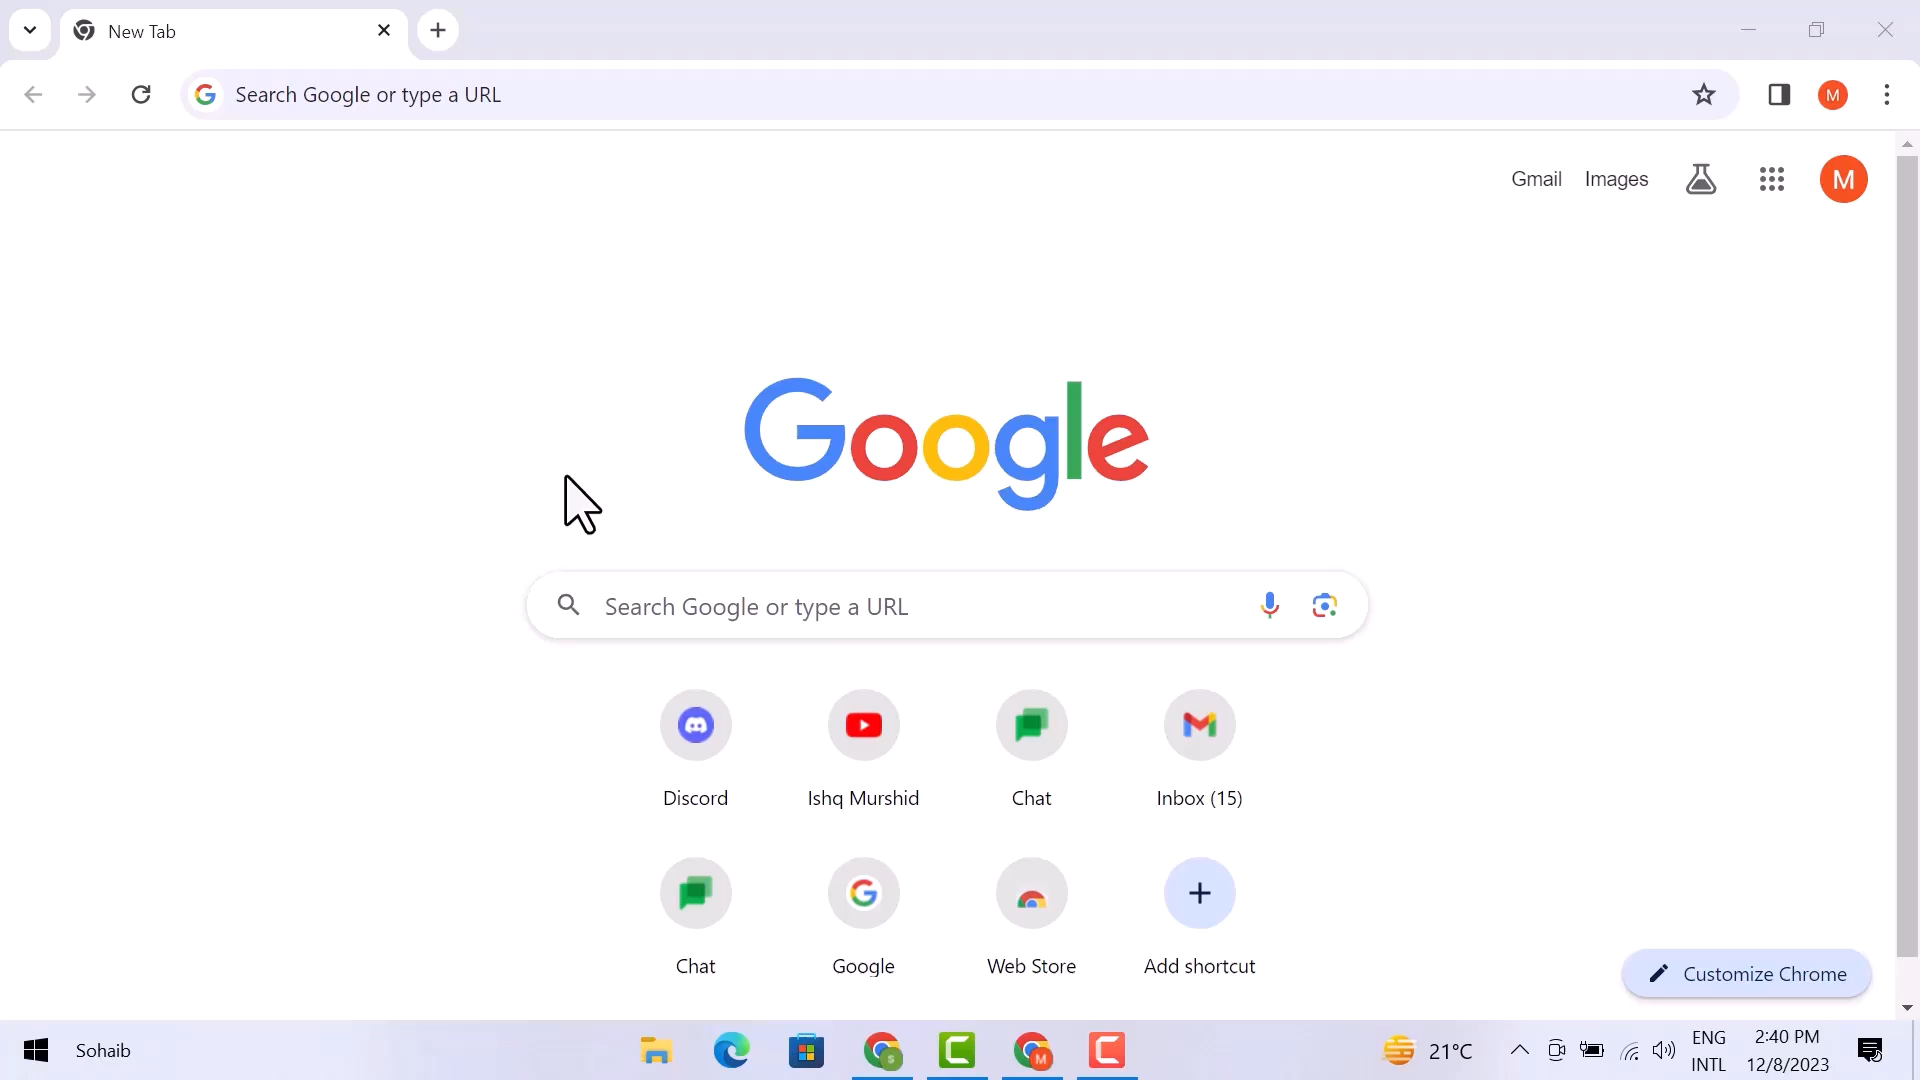 New Tab
Search Google or type a URL
M
Gmail Images M
Google
Search Google or type a URL
Discord Ishq Murshid Chat Inbox (15)
Chat Google Web Store Add shortcut
Customize Chrome
Sohaib
S
M
21°C
ENG 2:40 PM
INTL 12/8/2023